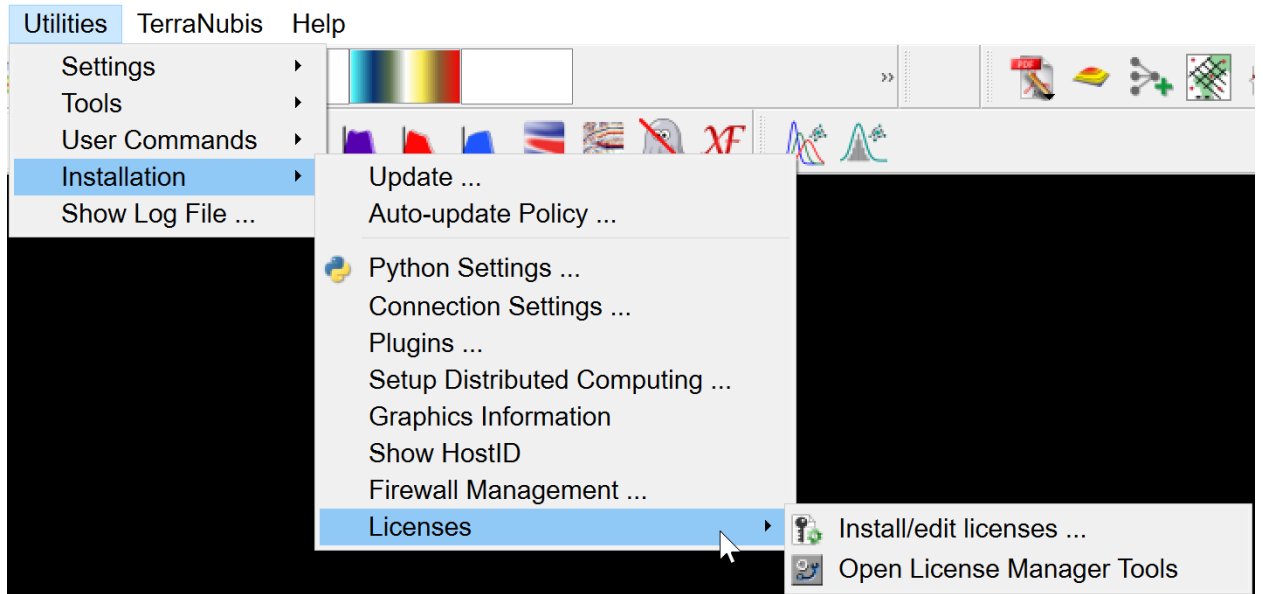 Utilities TerraNubis Help
Settings
Tools
User Commands
Installation
Show Log File ...
PDF
XF
Update ...
Auto-update Policy ...
Python Settings ...
Connection Settings ...
Plugins ...
Setup Distributed Computing ...
Graphics Information
Show HostID
Firewall Management ...
Licenses
Install/edit licenses ...
Open License Manager Tools